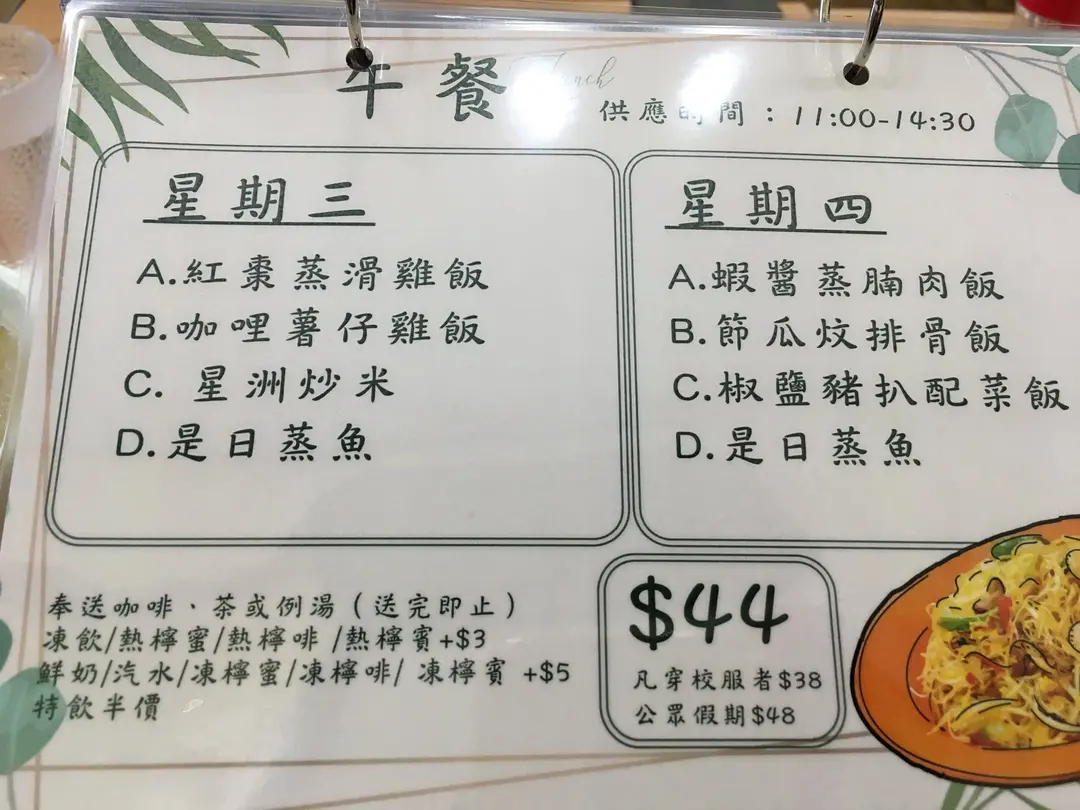 午餐 Lunch
供應時間：11:00-14:30
星期三
A.紅棗蒸滑雞飯
B.咖哩薯仔雞飯
C. 星洲炒米
D.是日蒸魚
星期四
A.蝦醬蒸腩肉飯
B.節瓜炆排骨飯
C.椒鹽豬扒配菜飯
D.是日蒸魚
奉送咖啡、茶或例湯（送完即止）
凍飲/熱檸蜜/熱檸啡 /熱檸賓+$3
鮮奶/汽水/凍檸蜜/凍檸啡/ 凍檸賓 +$5
特飲半價
$44
凡穿校服者$38
公眾假期$48